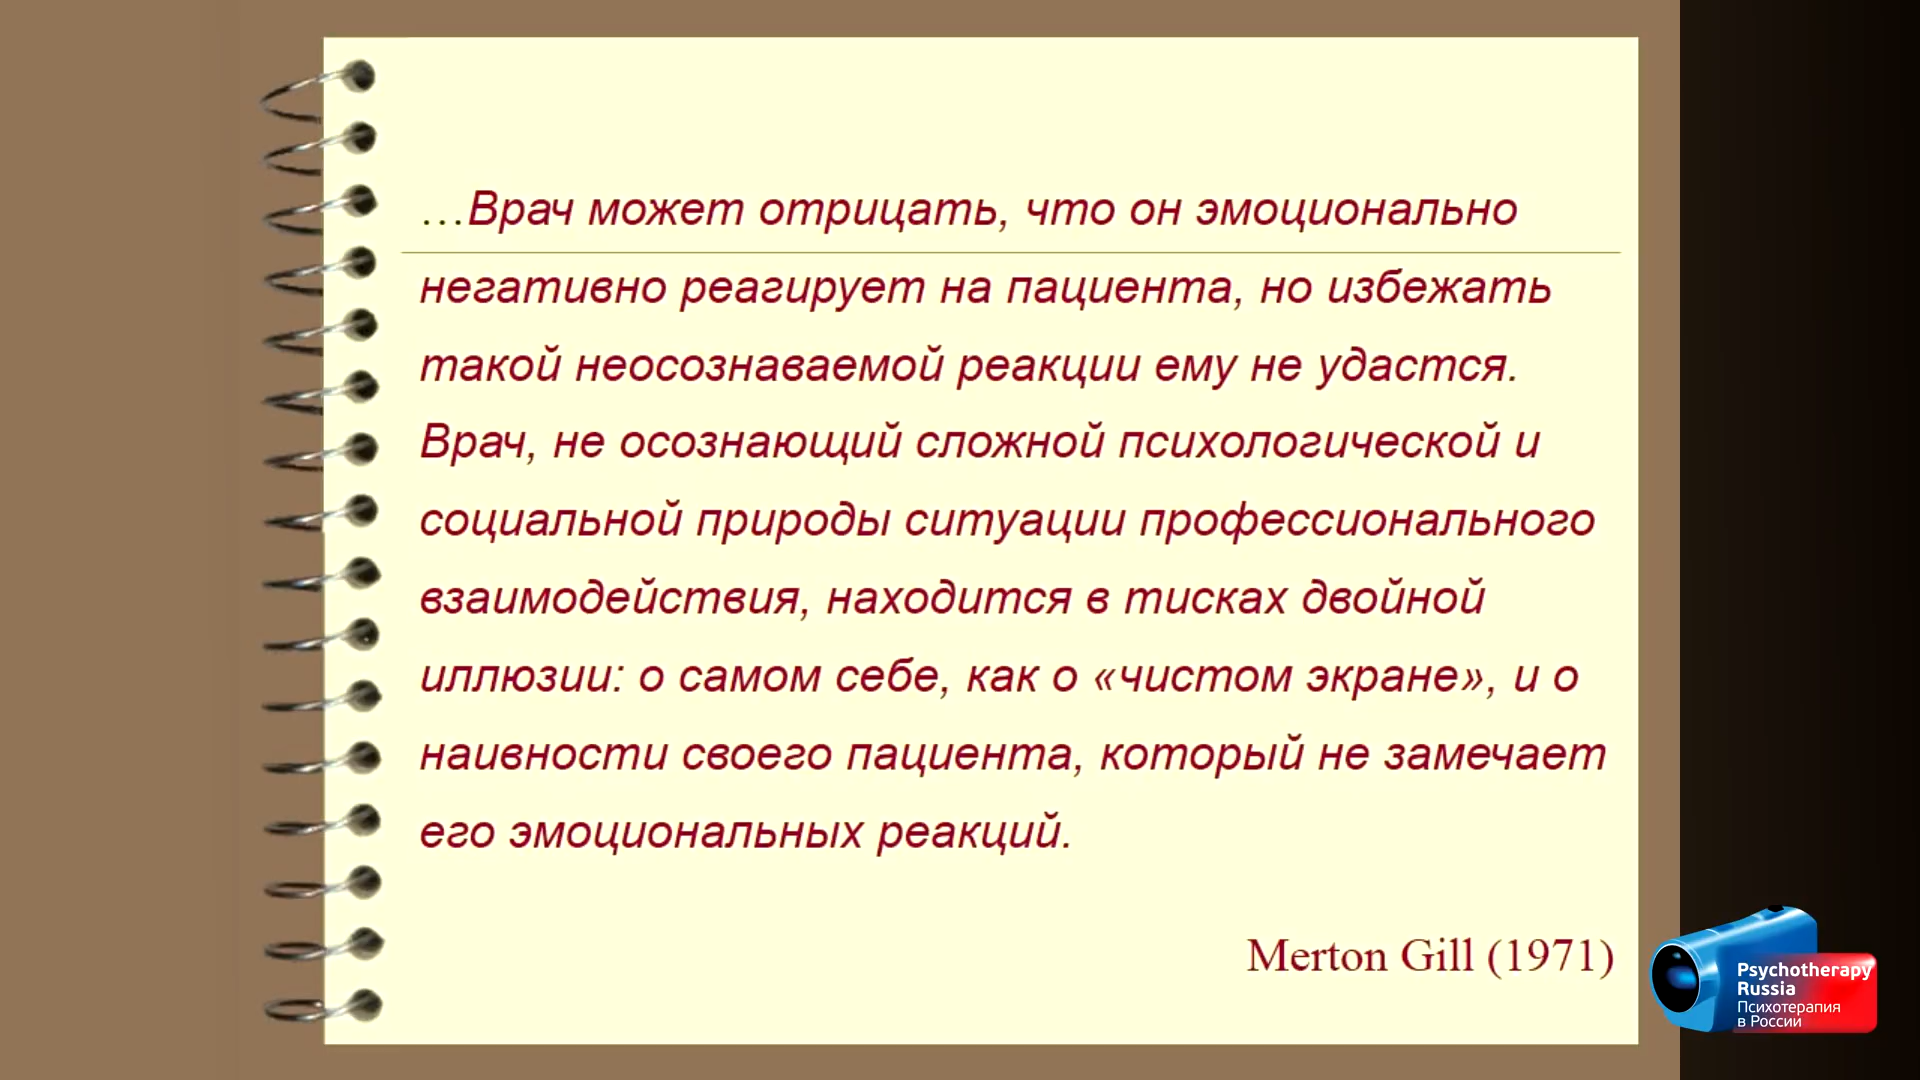 …Врач может отрицать, что он эмоционально
негативно реагирует на пациента, но избежать
такой неосознаваемой реакции ему не удастся.
Врач, не осознающий сложной психологической и
социальной природы ситуации профессионального
взаимодействия, находится в тисках двойной
иллюзии: о самом себе, как о «чистом экране», и о
наивности своего пациента, который не замечает
его эмоциональных реакций.
Merton Gill (1971)
Psychotherapy
Russia
Психотерапия
в России